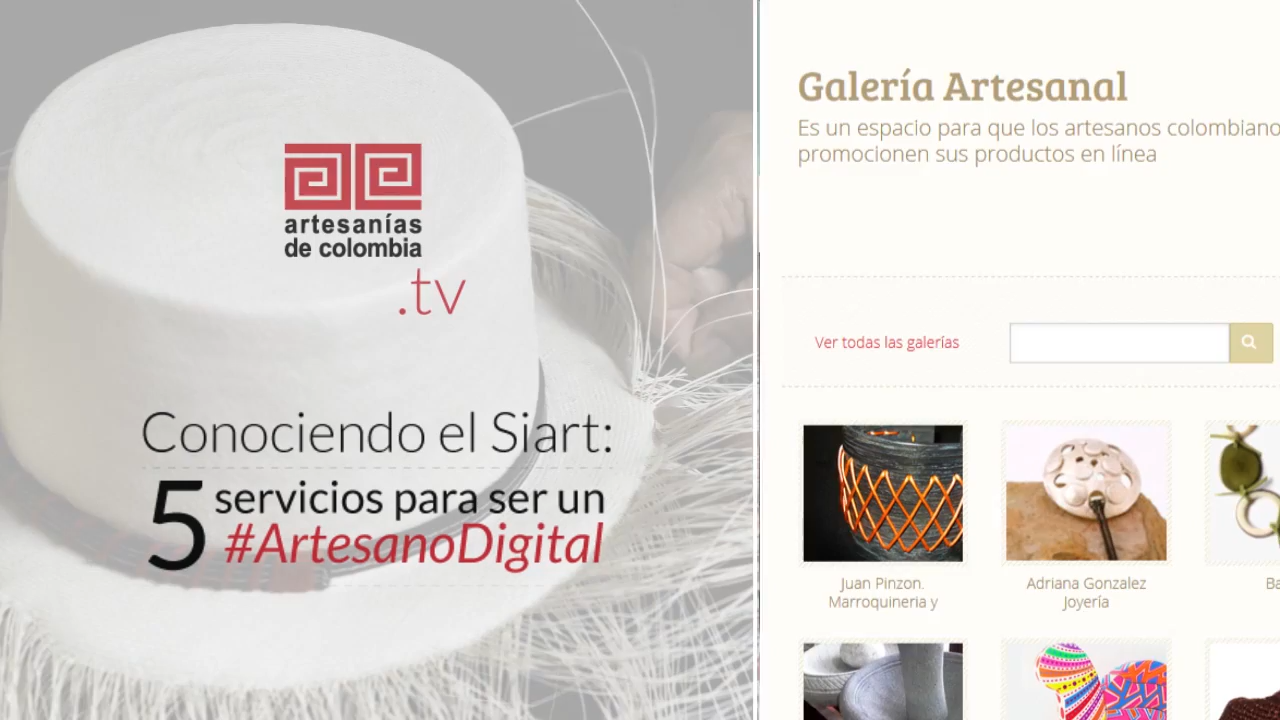 artesanías
de colombia
.tv
Conociendo el Siart:
5 servicios para ser un
#ArtesanoDigital
Galería Artesanal
Es un espacio para que los artesanos colombiano
promocionen sus productos en línea
Ver todas las galerías
Juan Pinzon.
Marroquineria y
Adriana Gonzalez
Joyería
Ba